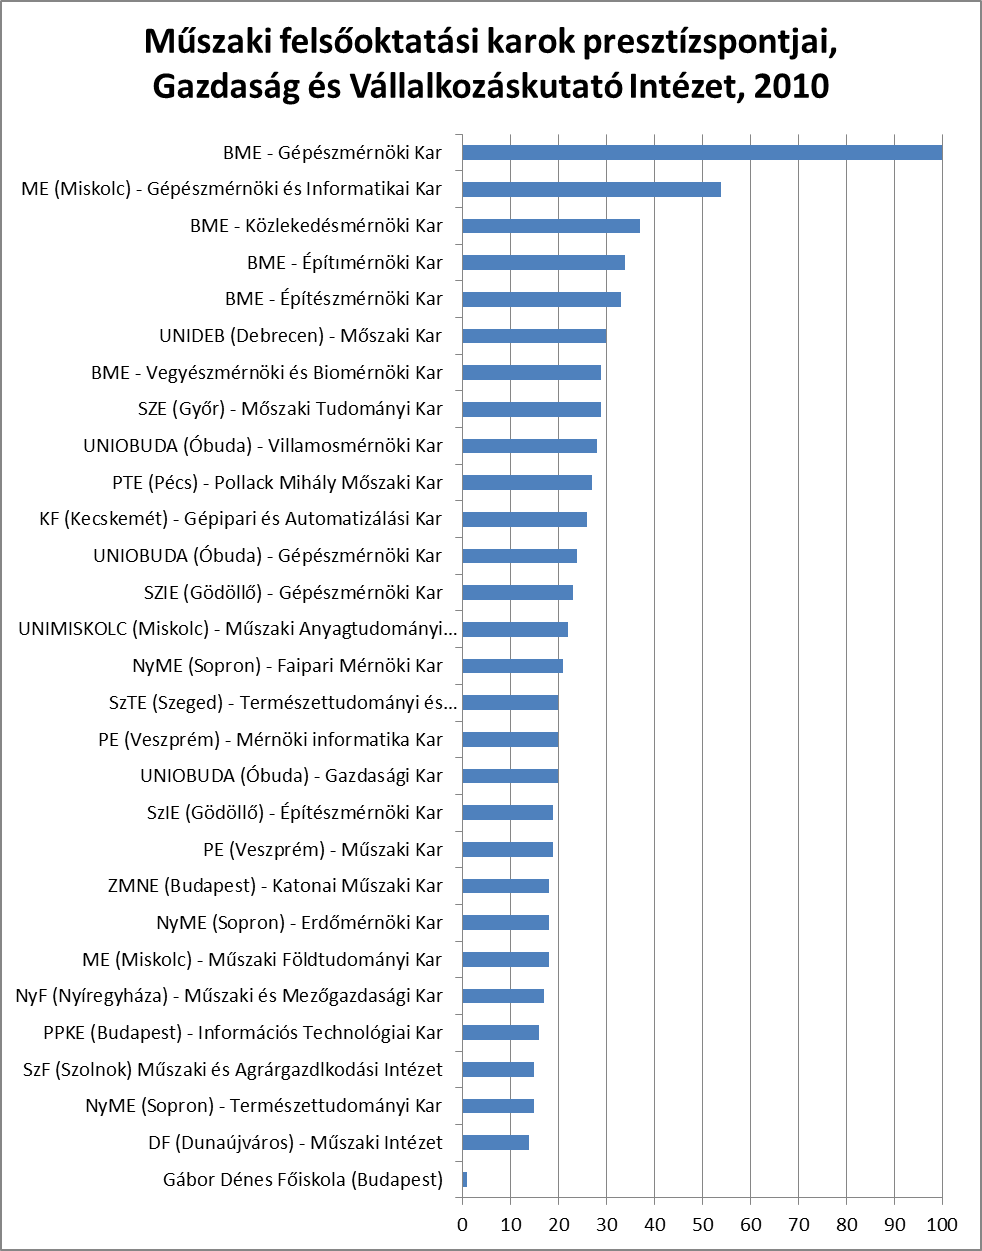 Műszaki felsőoktatási karok presztízspontjai,
Gazdaság és Vállalkozáskutató Intézet, 2010
BME - Gépészmérnöki Kar
ME (Miskolc) - Gépészmérnöki és Informatikai Kar
BME - Közlekedésmérnöki Kar
BME - Építımérnöki Kar
BME - Építészmérnöki Kar
UNIDEB (Debrecen) - Mőszaki Kar
BME - Vegyészmérnöki és Biomérnöki Kar
SZE (Győr) - Mőszaki Tudományi Kar
UNIOBUDA (Óbuda) - Villamosmérnöki Kar
PTE (Pécs) - Pollack Mihály Mőszaki Kar
KF (Kecskemét) - Gépipari és Automatizálási Kar
UNIOBUDA (Óbuda) - Gépészmérnöki Kar
SZIE (Gödöllő) - Gépészmérnöki Kar
UNIMISKOLC (Miskolc) - Műszaki Anyagtudományi...
NyME (Sopron) - Faipari Mérnöki Kar
SzTE (Szeged) - Természettudományi és...
PE (Veszprém) - Mérnöki informatika Kar
UNIOBUDA (Óbuda) - Gazdasági Kar
SzIE (Gödöllő) - Építészmérnöki Kar
PE (Veszprém) - Műszaki Kar
ZMNE (Budapest) - Katonai Műszaki Kar
NyME (Sopron) - Erdőmérnöki Kar
ME (Miskolc) - Műszaki Földtudományi Kar
NyF (Nyíregyháza) - Műszaki és Mezőgazdasági Kar
PPKE (Budapest) - Információs Technológiai Kar
SzF (Szolnok) Műszaki és Agrárgazdlkodási Intézet
NyME (Sopron) - Természettudományi Kar
DF (Dunaújváros) - Műszaki Intézet
Gábor Dénes Főiskola (Budapest)
0 10 20 30 40 50 60 70 80 90 100